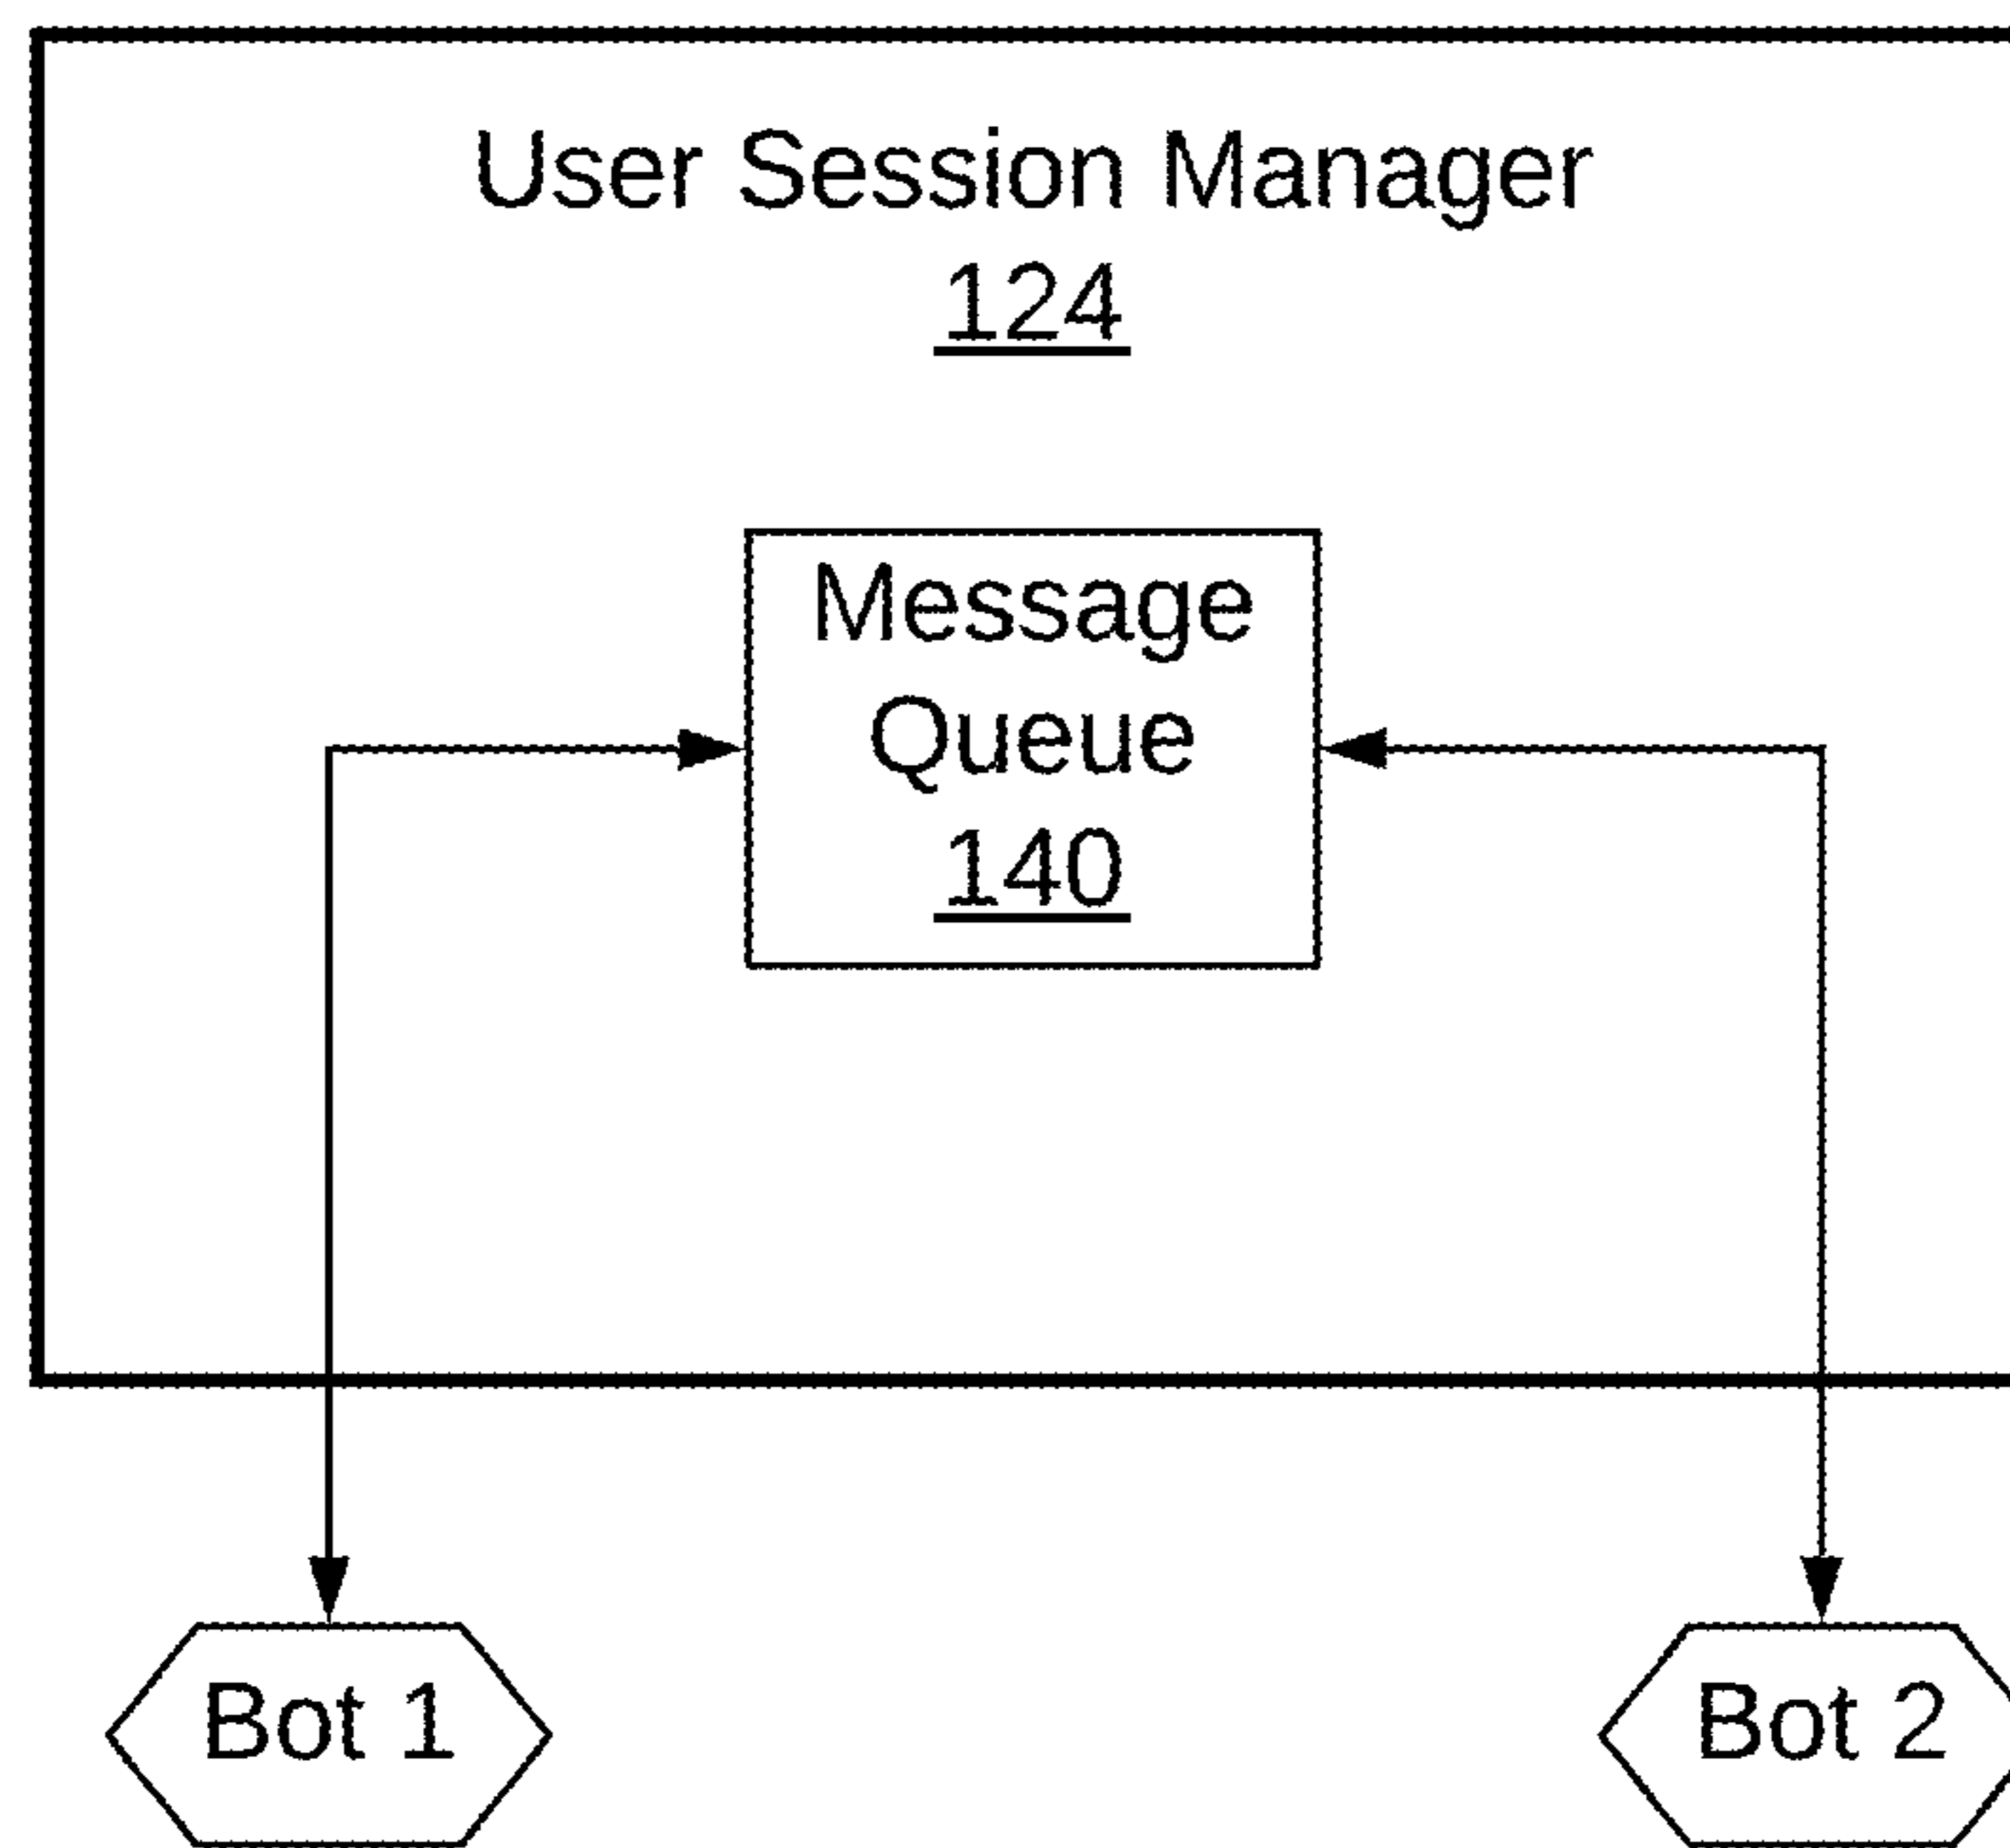 User Session Manager
124
Message
Queue
140
Bot 1
Bot 2